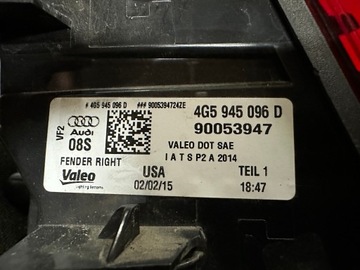 # 4G5 945 096 D ### 9005394724ZE
4G5 945 096 D
90053947
VF2
Audi
08S
VALEO DOT SAE
I A T S P2 A 2014
FENDER RIGHT
Valeo
USA
02/02/15
TEIL 1
18:47